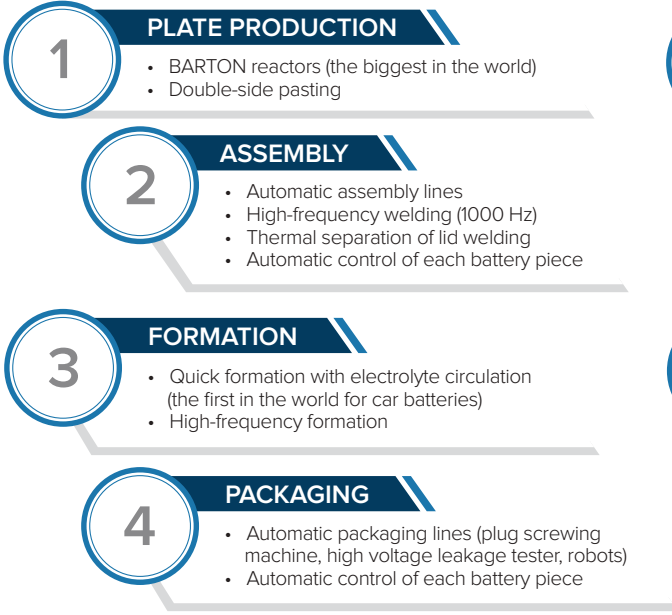 1
PLATE PRODUCTION
• BARTON reactors (the biggest in the world)
• Double-side pasting
2
ASSEMBLY
• Automatic assembly lines
• High-frequency welding (1000 Hz)
• Thermal separation of lid welding
• Automatic control of each battery piece
3
FORMATION
• Quick formation with electrolyte circulation
(the first in the world for car batteries)
• High-frequency formation
4
PACKAGING
• Automatic packaging lines (plug screwing
machine, high voltage leakage tester, robots)
• Automatic control of each battery piece